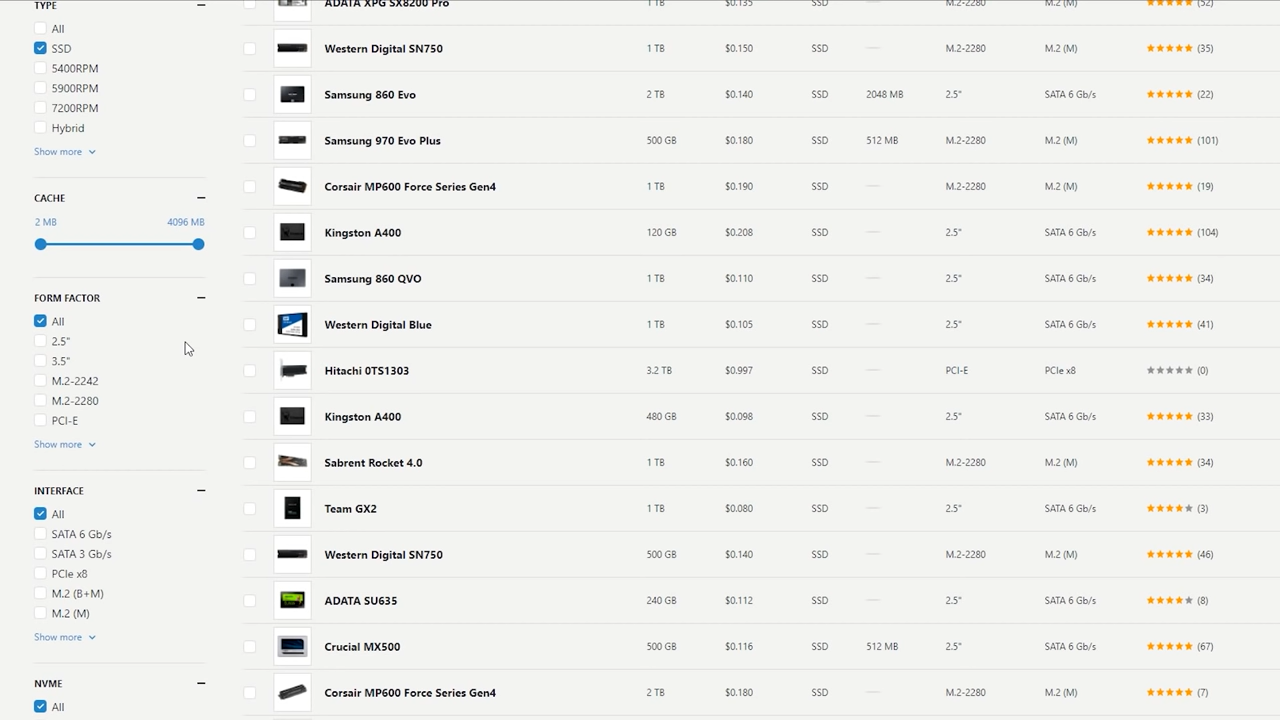 TYPE
All
SSD
5400RPM
5900RPM
7200RPM
Hybrid
Show more
CACHE
2 MB 4096 MB
FORM FACTOR
All
2.5"
3.5"
M.2-2242
M.2-2280
PCI-E
Show more
INTERFACE
All
SATA 6 Gb/s
SATA 3 Gb/s
PCIe x8
M.2 (B+M)
M.2 (M)
Show more
NVME
All
ADATA XPG SX8200 Pro 1 TB $0.135 SSD M.2-2280 M.2 (M) (52)
Western Digital SN750 1 TB $0.150 SSD M.2-2280 M.2 (M) (35)
Samsung 860 Evo 2 TB $0.140 SSD 2048 MB 2.5" SATA 6 Gb/s (22)
Samsung 970 Evo Plus 500 GB $0.180 SSD 512 MB M.2-2280 M.2 (M) (101)
Corsair MP600 Force Series Gen4 1 TB $0.190 SSD M.2-2280 M.2 (M) (19)
Kingston A400 120 GB $0.208 SSD 2.5" SATA 6 Gb/s (104)
Samsung 860 QVO 1 TB $0.110 SSD 2.5" SATA 6 Gb/s (34)
Western Digital Blue 1 TB $0.105 SSD 2.5" SATA 6 Gb/s (41)
Hitachi 0TS1303 3.2 TB $0.997 SSD PCI-E PCIe x8 (0)
Kingston A400 480 GB $0.098 SSD 2.5" SATA 6 Gb/s (33)
Sabrent Rocket 4.0 1 TB $0.160 SSD M.2-2280 M.2 (M) (34)
Team GX2 1 TB $0.080 SSD 2.5" SATA 6 Gb/s (3)
Western Digital SN750 500 GB $0.140 SSD M.2-2280 M.2 (M) (46)
ADATA SU635 240 GB $0.112 SSD 2.5" SATA 6 Gb/s (8)
Crucial MX500 500 GB $0.116 SSD 512 MB 2.5" SATA 6 Gb/s (67)
Corsair MP600 Force Series Gen4 2 TB $0.180 SSD M.2-2280 M.2 (M) (7)